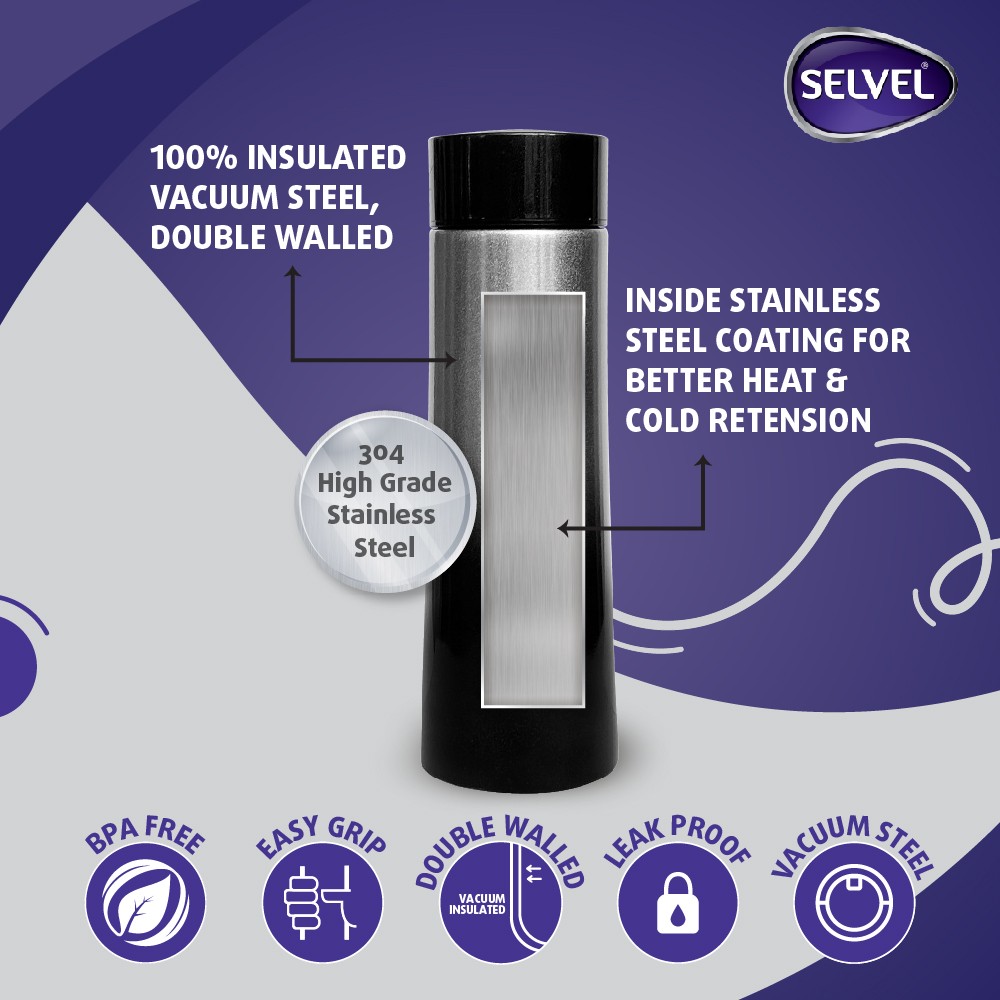 SELVEL®
100% INSULATED
VACUUM STEEL,
DOUBLE WALLED
INSIDE STAINLESS
STEEL COATING FOR
BETTER HEAT &
COLD RETENSION
304
High Grade
Stainless
Steel
BPA FREE
EASY GRIP
DOUBLE WALLED
VACUUM
INSULATED
LEAK PROOF
VACUUM STEEL